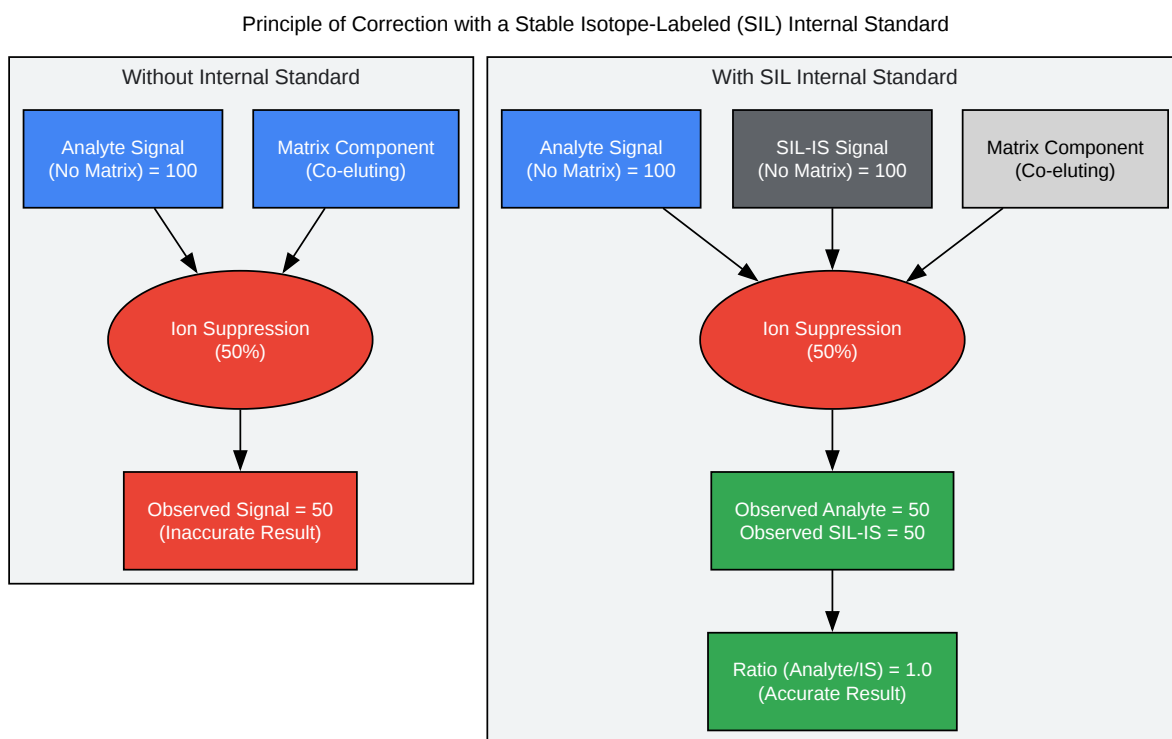 Principle of Correction with a Stable Isotope-Labeled (SIL) Internal Standard
Without Internal Standard
Analyte Signal
(No Matrix) = 100
Matrix Component
(Co-eluting)
Ion Suppression
(50%)
Observed Signal = 50
(Inaccurate Result)
With SIL Internal Standard
Analyte Signal
(No Matrix) = 100
SIL-IS Signal
(No Matrix) = 100
Matrix Component
(Co-eluting)
Ion Suppression
(50%)
Observed Analyte = 50
Observed SIL-IS = 50
Ratio (Analyte/IS) = 1.0
(Accurate Result)